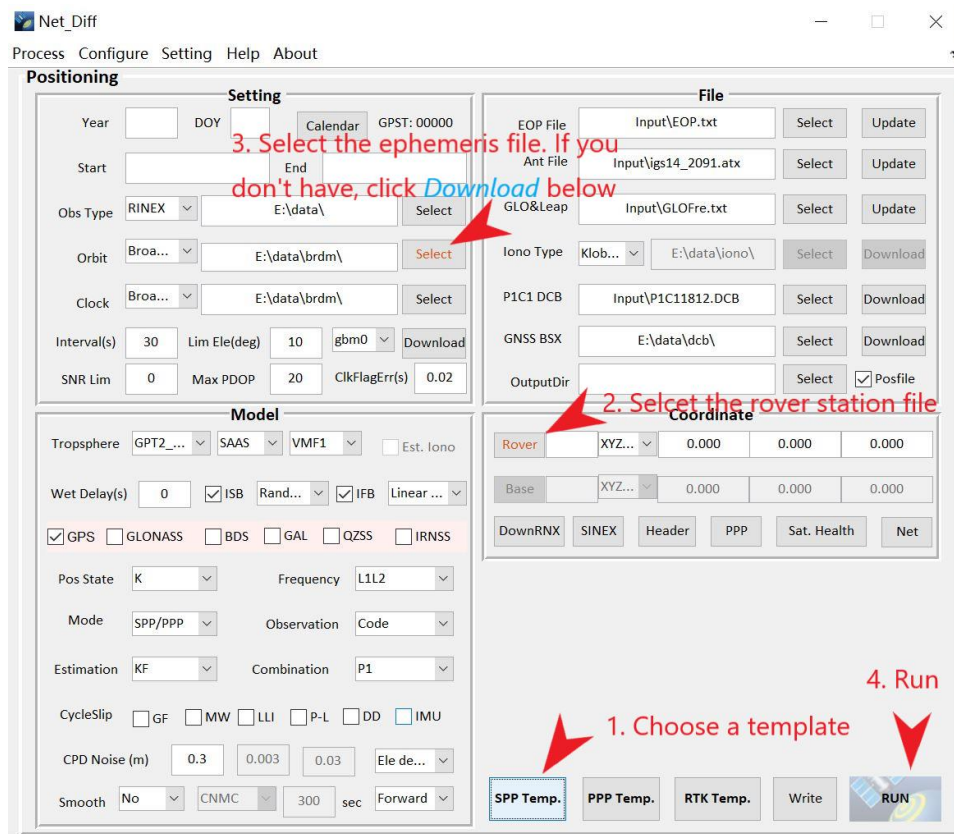 Net_Diff
Process Configure Setting Help About
Positioning
Setting
Year DOY Calendar GPST: 00000
3. Select the ephemeris file. If you
Start End
don't have, click Download below
Obs Type RINEX E:\data\ Select
Orbit Broa... E:\data\brdm\ Select
Clock Broa... E:\data\brdm\ Select
Interval(s) 30 Lim Ele(deg) 10 gbm0 Download
SNR Lim 0 Max PDOP 20 ClkFlagErr(s) 0.02
File
EOP File Input\EOP.txt Select Update
Ant File Input\igs14_2091.atx Select Update
GLO&Leap Input\GLOFre.txt Select Update
Iono Type Klob... E:\data\iono\ Select Download
P1C1 DCB Input\P1C11812.DCB Select Download
GNSS BSX E:\data\dcb\ Select Download
OutputDir Select Posfile
2. Selcet the rover station file
Model
Tropsphere GPT2_... SAAS VMF1 Est. Iono
Wet Delay(s) 0 ISB Rand... IFB Linear ...
GPS GLONASS BDS GAL QZSS IRNSS
Pos State K Frequency L1L2
Mode SPP/PPP Observation Code
Estimation KF Combination P1
CycleSlip GF MW LLI P-L DD IMU
CPD Noise (m) 0.3 0.003 0.03 Ele de...
Smooth No CNMC 300 sec Forward
Coordinate
Rover XYZ... 0.000 0.000 0.000
Base XYZ... 0.000 0.000 0.000
DownRNX SINEX Header PPP Sat. Health Net
4. Run
1. Choose a template
SPP Temp. PPP Temp. RTK Temp. Write RUN